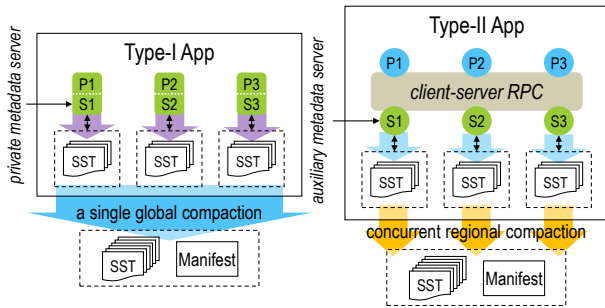 private metadata server
Type-I App
P1 P2 P3
S1 S2 S3
SST SST SST
a single global compaction
SST Manifest
auxiliary metadata server
Type-II App
P1 P2 P3
client-server RPC
S1 S2 S3
SST SST SST
concurrent regional compaction
SST Manifest